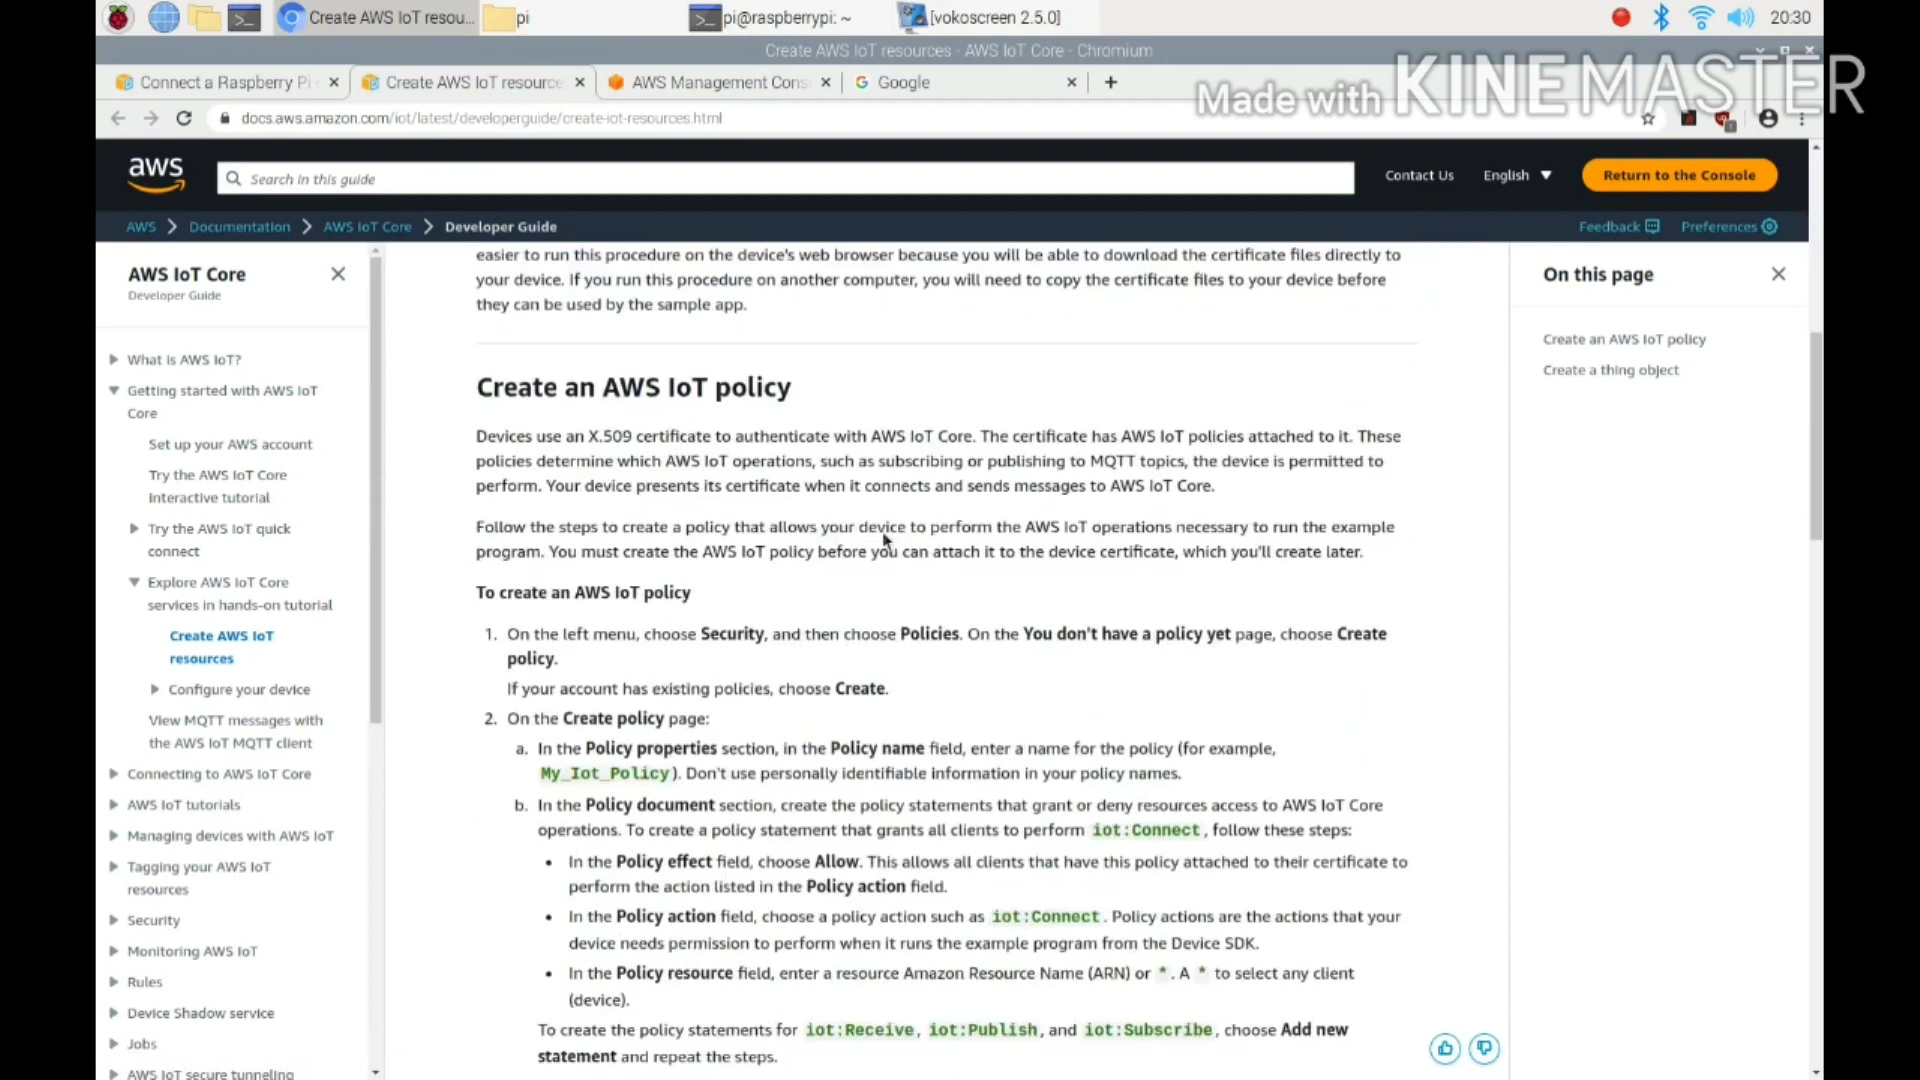 Create AWS IoT resou...
pi
pi@raspberrypi: ~
[vokoscreen 2.5.0]
20:30
Create AWS IoT resources - AWS IoT Core - Chromium
Connect a Raspberry Pi
Create AWS IoT resource
AWS Management Cons
Google
Made with KINEMASTER
docs.aws.amazon.com/iot/latest/developerguide/create-iot-resources.html
aws
Search in this guide
Contact Us
English
Return to the Console
AWS
Documentation
AWS IoT Core
Developer Guide
Feedback
Preferences
AWS IoT Core
Developer Guide
What is AWS IoT?
Getting started with AWS IoT
Core
Set up your AWS account
Try the AWS IoT Core
interactive tutorial
Try the AWS IoT quick
connect
Explore AWS IoT Core
services in hands-on tutorial
Create AWS IoT
resources
Configure your device
View MQTT messages with
the AWS IoT MQTT client
Connecting to AWS IoT Core
AWS IoT tutorials
Managing devices with AWS IoT
Tagging your AWS IoT
resources
Security
Monitoring AWS IoT
Rules
Device Shadow service
Jobs
AWS IoT secure tunneling
easier to run this procedure on the device's web browser because you will be able to download the certificate files directly to
your device. If you run this procedure on another computer, you will need to copy the certificate files to your device before
they can be used by the sample app.
Create an AWS IoT policy
Devices use an X.509 certificate to authenticate with AWS IoT Core. The certificate has AWS IoT policies attached to it. These
policies determine which AWS IoT operations, such as subscribing or publishing to MQTT topics, the device is permitted to
perform. Your device presents its certificate when it connects and sends messages to AWS IoT Core.
Follow the steps to create a policy that allows your device to perform the AWS IoT operations necessary to run the example
program. You must create the AWS IoT policy before you can attach it to the device certificate, which you'll create later.
To create an AWS IoT policy
1. On the left menu, choose Security, and then choose Policies. On the You don't have a policy yet page, choose Create
policy.
If your account has existing policies, choose Create.
2. On the Create policy page:
a. In the Policy properties section, in the Policy name field, enter a name for the policy (for example,
My_Iot_Policy). Don't use personally identifiable information in your policy names.
b. In the Policy document section, create the policy statements that grant or deny resources access to AWS IoT Core
operations. To create a policy statement that grants all clients to perform iot:Connect, follow these steps:
• In the Policy effect field, choose Allow. This allows all clients that have this policy attached to their certificate to
perform the action listed in the Policy action field.
• In the Policy action field, choose a policy action such as iot:Connect. Policy actions are the actions that your
device needs permission to perform when it runs the example program from the Device SDK.
• In the Policy resource field, enter a resource Amazon Resource Name (ARN) or *. A * to select any client
(device).
To create the policy statements for iot:Receive, iot:Publish, and iot:Subscribe, choose Add new
statement and repeat the steps.
On this page
Create an AWS IoT policy
Create a thing object